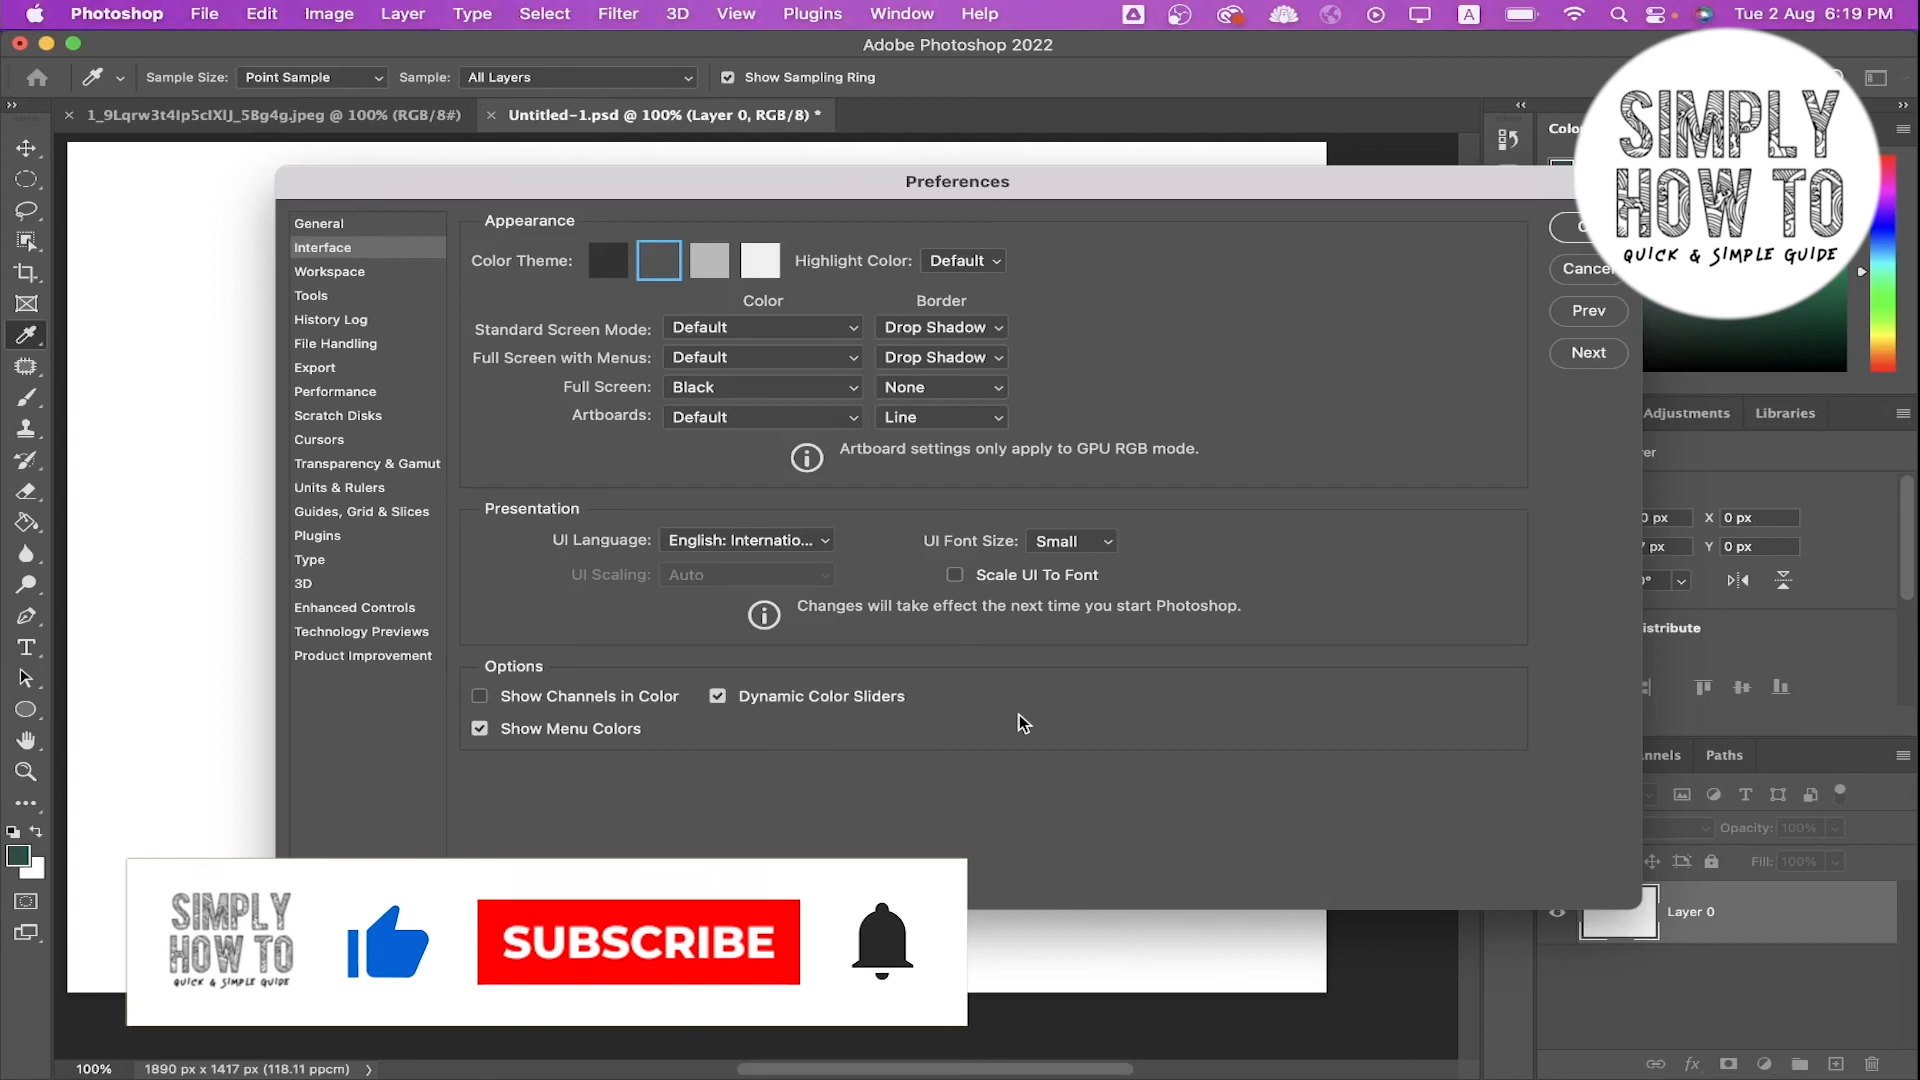 Photoshop File Edit Image Layer Type Select Filter 3D View Plugins Window Help A Tue 2 Aug 6:19 PM
Adobe Photoshop 2022
Sample Size: Point Sample Sample: All Layers Show Sampling Ring
1_9Lqrw3t4Ip5cIXIJ_5Bg4g.jpeg @ 100% (RGB/8#) Untitled-1.psd @ 100% (Layer 0, RGB/8) *
SIMPLY
HOW TO
QUICK & SIMPLE GUIDE
Preferences
General
Interface
Workspace
Tools
History Log
File Handling
Export
Performance
Scratch Disks
Cursors
Transparency & Gamut
Units & Rulers
Guides, Grid & Slices
Plugins
Type
3D
Enhanced Controls
Technology Previews
Product Improvement
Appearance
Color Theme: Highlight Color: Default
Color Border
Standard Screen Mode: Default Drop Shadow
Full Screen with Menus: Default Drop Shadow
Full Screen: Black None
Artboards: Default Line
Artboard settings only apply to GPU RGB mode.
Presentation
UI Language: English: Internatio... UI Font Size: Small
UI Scaling: Auto Scale UI To Font
Changes will take effect the next time you start Photoshop.
Options
Show Channels in Color Dynamic Color Sliders
Show Menu Colors
Cancel
Prev
Next
Adjustments Libraries
0 px X 0 px
px Y 0 px
Paths
Opacity: 100%
Fill: 100%
Layer 0
SIMPLY
HOW TO
QUICK & SIMPLE GUIDE
SUBSCRIBE
100% 1890 px x 1417 px (118.11 ppcm)